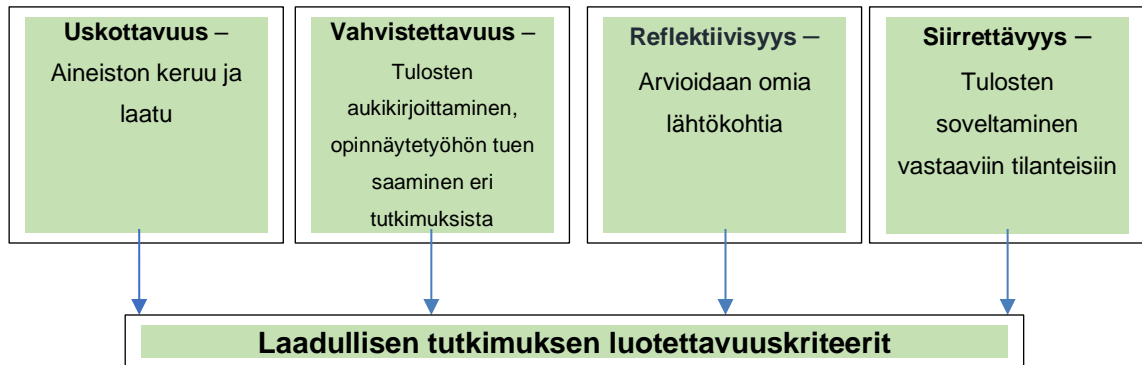 Uskottavuus –
Aineiston keruu ja
laatu
Vahvistettavuus –
Tulosten
aukikirjoittaminen,
opinnäytetyöhön tuen
saaminen eri
tutkimuksista
Reflektiivisyys –
Arvioidaan omia
lähtökohtia
Siirrettävyys –
Tulosten
soveltaminen
vastaaviin tilanteisiin
Laadullisen tutkimuksen luotettavuuskriteerit